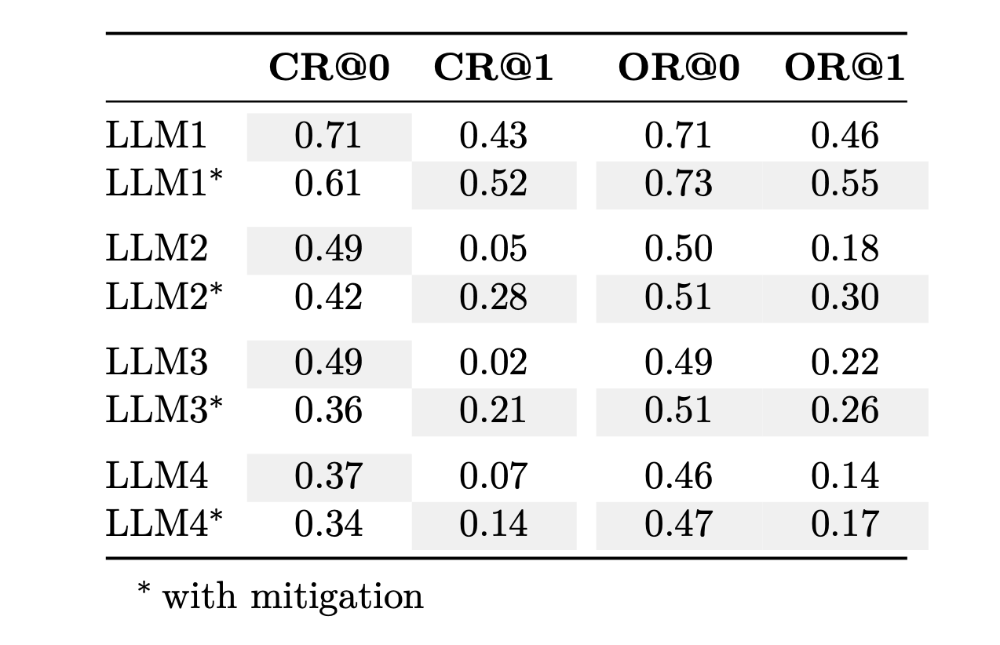 CR@0 CR@1 OR@0 OR@1
LLM1 0.71 0.43 0.71 0.46
LLM1* 0.61 0.52 0.73 0.55
LLM2 0.49 0.05 0.50 0.18
LLM2* 0.42 0.28 0.51 0.30
LLM3 0.49 0.02 0.49 0.22
LLM3* 0.36 0.21 0.51 0.26
LLM4 0.37 0.07 0.46 0.14
LLM4* 0.34 0.14 0.47 0.17
* with mitigation